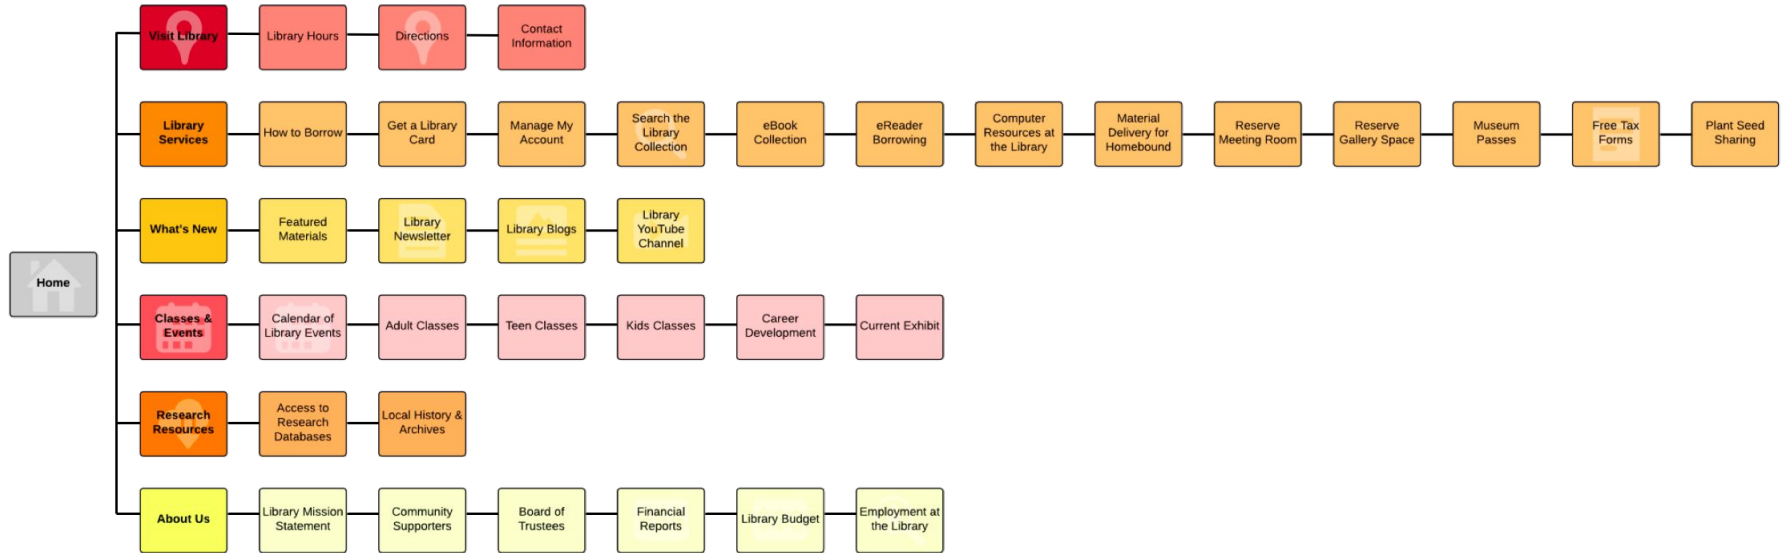 Visit Library
Library Hours
Directions
Contact
Information
Library
Services
How to Borrow
Get a Library
Card
Manage My
Account
Search the
Library
Collection
eBook
Collection
eReader
Borrowing
Computer
Resources at
the Library
Material
Delivery for
Homebound
Reserve
Meeting Room
Reserve
Gallery Space
Museum
Passes
Free Tax
Forms
Plant Seed
Sharing
What's New
Featured
Materials
Library
Newsletter
Library Blogs
Library
YouTube
Channel
Home
Classes &
Events
Calendar of
Library Events
Adult Classes
Teen Classes
Kids Classes
Career
Development
Current Exhibit
Research
Resources
Access to
Research
Databases
Local History &
Archives
About Us
Library Mission
Statement
Community
Supporters
Board of
Trustees
Financial
Reports
Library Budget
Employment at
the Library